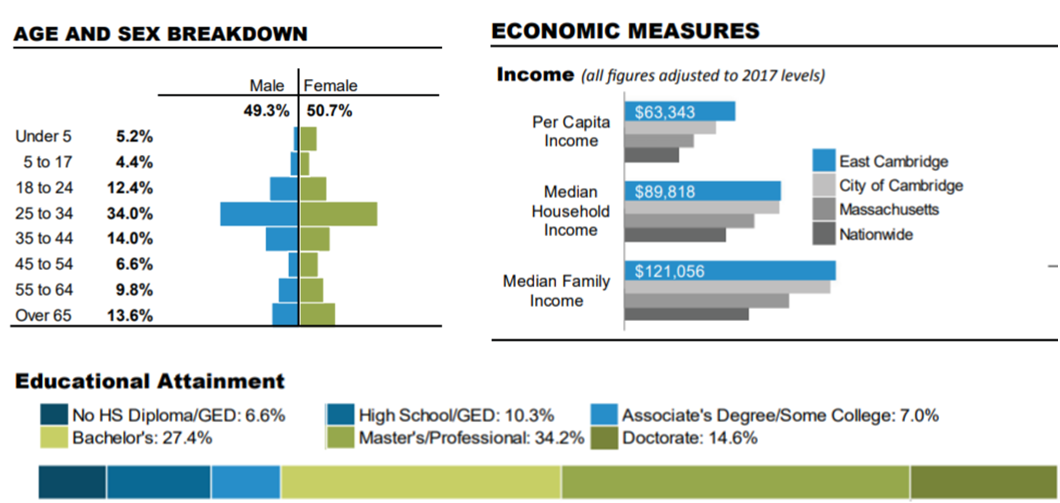 AGE AND SEX BREAKDOWN
Male Female
49.3% 50.7%
Under 5 5.2%
5 to 17 4.4%
18 to 24 12.4%
25 to 34 34.0%
35 to 44 14.0%
45 to 54 6.6%
55 to 64 9.8%
Over 65 13.6%
ECONOMIC MEASURES
Income (all figures adjusted to 2017 levels)
Per Capita
Income
$63,343
Median
Household
Income
$89,818
Median Family
Income
$121,056
East Cambridge
City of Cambridge
Massachusetts
Nationwide
Educational Attainment
No HS Diploma/GED: 6.6% High School/GED: 10.3% Associate's Degree/Some College: 7.0%
Bachelor's: 27.4% Master's/Professional: 34.2% Doctorate: 14.6%